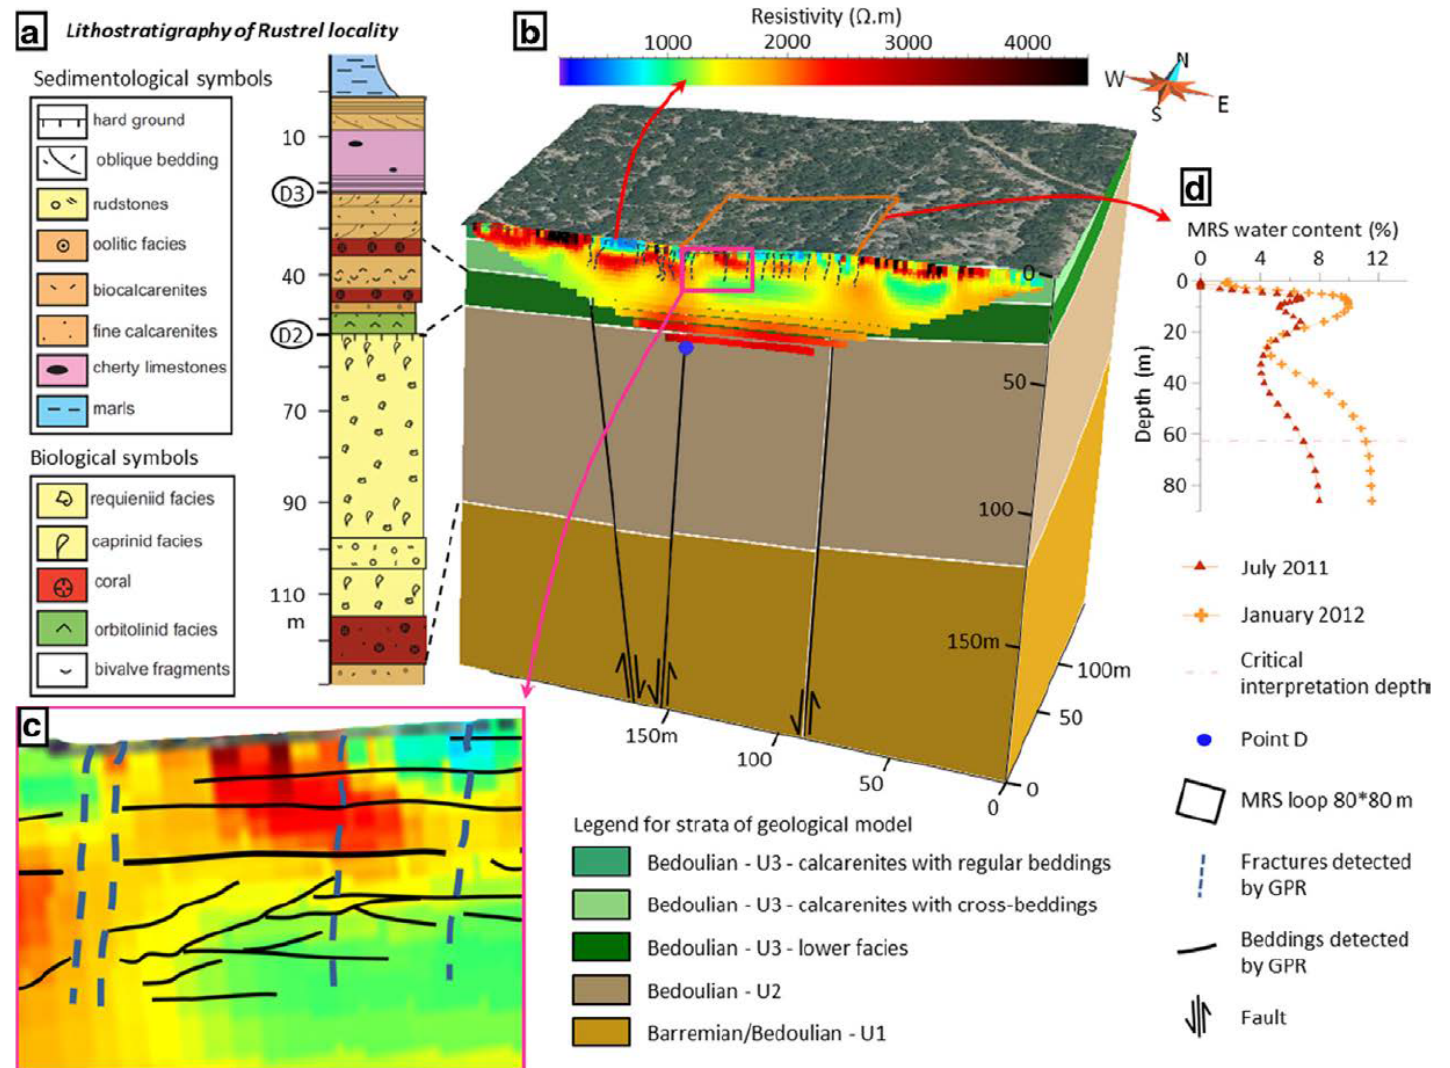 a
Lithostratigraphy of Rustrel locality
Sedimentological symbols
hard ground
oblique bedding
rudstones
oolitic facies
biocalcarenites
fine calcarenites
cherty limestones
marls
Biological symbols
requieniid facies
caprinid facies
coral
orbitolinid facies
bivalve fragments
10
D3
40
D2
70
90
110
m
b
Resistivity (Ω.m)
1000 2000 3000 4000
N
W
E
S
0
50
100
150m
100m
50
0
150m
100
50
0
c
Legend for strata of geological model
Bedoulian - U3 - calcarenites with regular beddings
Bedoulian - U3 - calcarenites with cross-beddings
Bedoulian - U3 - lower facies
Bedoulian - U2
Barremian/Bedoulian - U1
d
MRS water content (%)
0 4 8 12
0
20
40
60
80
Depth (m)
July 2011
January 2012
Critical
interpretation depth
Point D
MRS loop 80*80 m
Fractures detected
by GPR
Beddings detected
by GPR
Fault